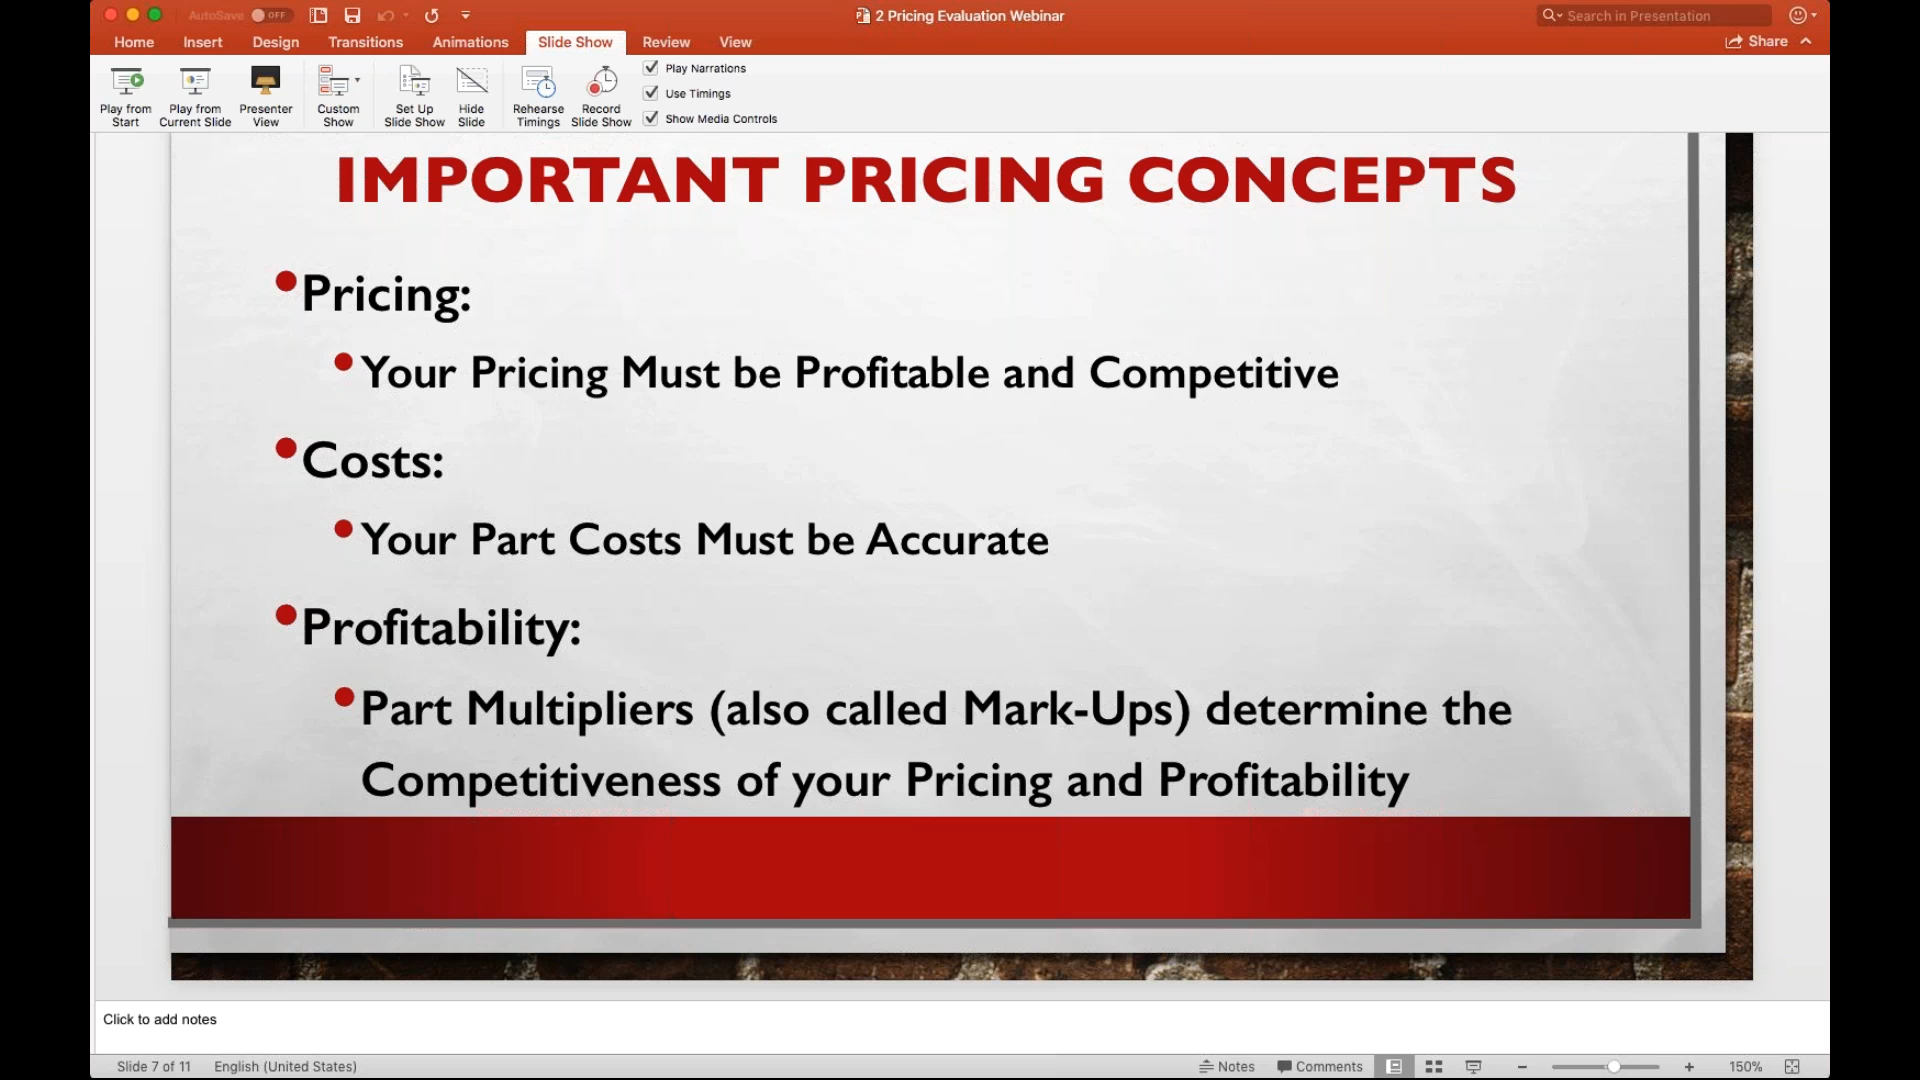 AutoSave OFF
2 Pricing Evaluation Webinar
Search in Presentation
Home Insert Design Transitions Animations Slide Show Review View
Share
Play from Start
Play from Current Slide
Presenter View
Custom Show
Set Up Slide Show
Hide Slide
Rehearse Timings
Record Slide Show
Play Narrations
Use Timings
Show Media Controls
IMPORTANT PRICING CONCEPTS
•Pricing:
•Your Pricing Must be Profitable and Competitive
•Costs:
•Your Part Costs Must be Accurate
•Profitability:
•Part Multipliers (also called Mark-Ups) determine the
Competitiveness of your Pricing and Profitability
Click to add notes
Slide 7 of 11 English (United States) Notes Comments 150%